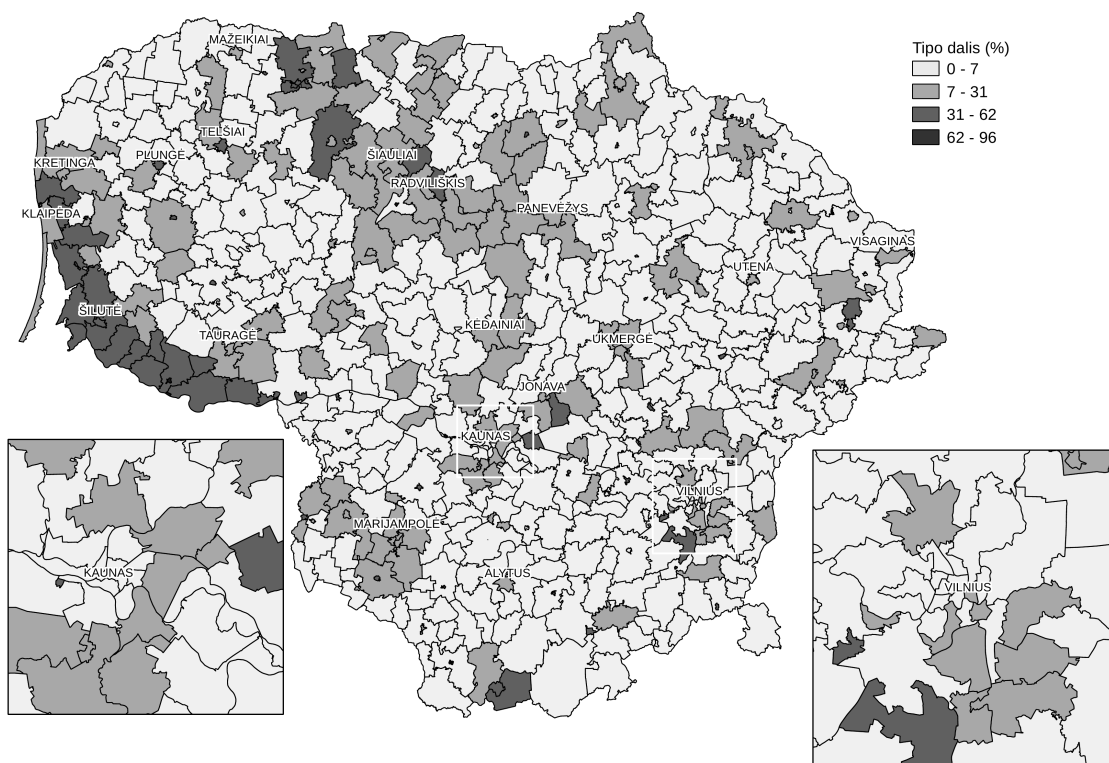 Tipo dalis (%)
0 - 7
7 - 31
31 - 62
62 - 96
MAŽEIKIAI
TELŠIAI
KRETINGA
PLUNGĖ
ŠIAULIAI
RADVILIŠKIS
KLAIPĖDA
PANEVĖŽYS
VISAGINAS
UTENA
ŠILUTĖ
TAURAGĖ
KĖDAINIAI
UKMERGĖ
JONAVA
KAUNAS
VILNIUS
MARIJAMPOLĖ
ALYTUS
KAUNAS
VILNIUS